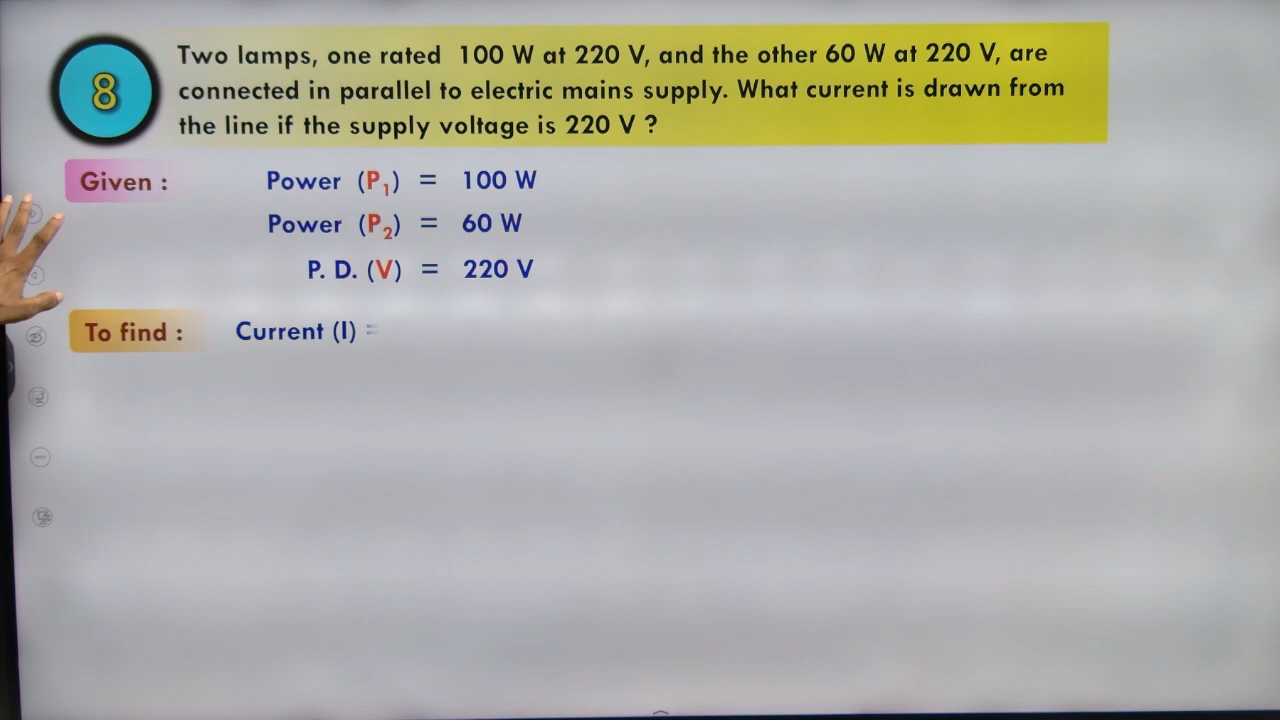 8
Two lamps, one rated 100 W at 220 V, and the other 60 W at 220 V, are
connected in parallel to electric mains supply. What current is drawn from
the line if the supply voltage is 220 V ?
Given :
Power (P₁) = 100 W
Power (P₂) = 60 W
P. D. (V) = 220 V
To find :
Current (I) =